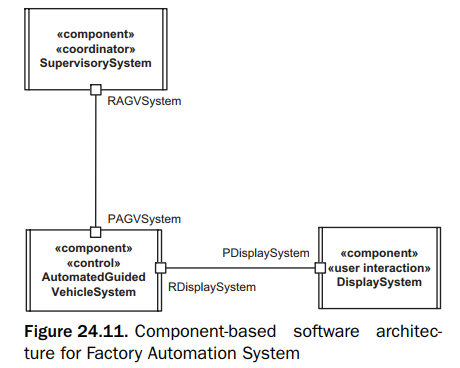 «component»
«coordinator»
SupervisorySystem
RAGVSystem
PAGVSystem
«component»
«control»
AutomatedGuided
VehicleSystem
PDisplaySystem
RDisplaySystem
«component»
«user interaction»
DisplaySystem
Figure 24.11. Component-based software architec-
ture for Factory Automation System